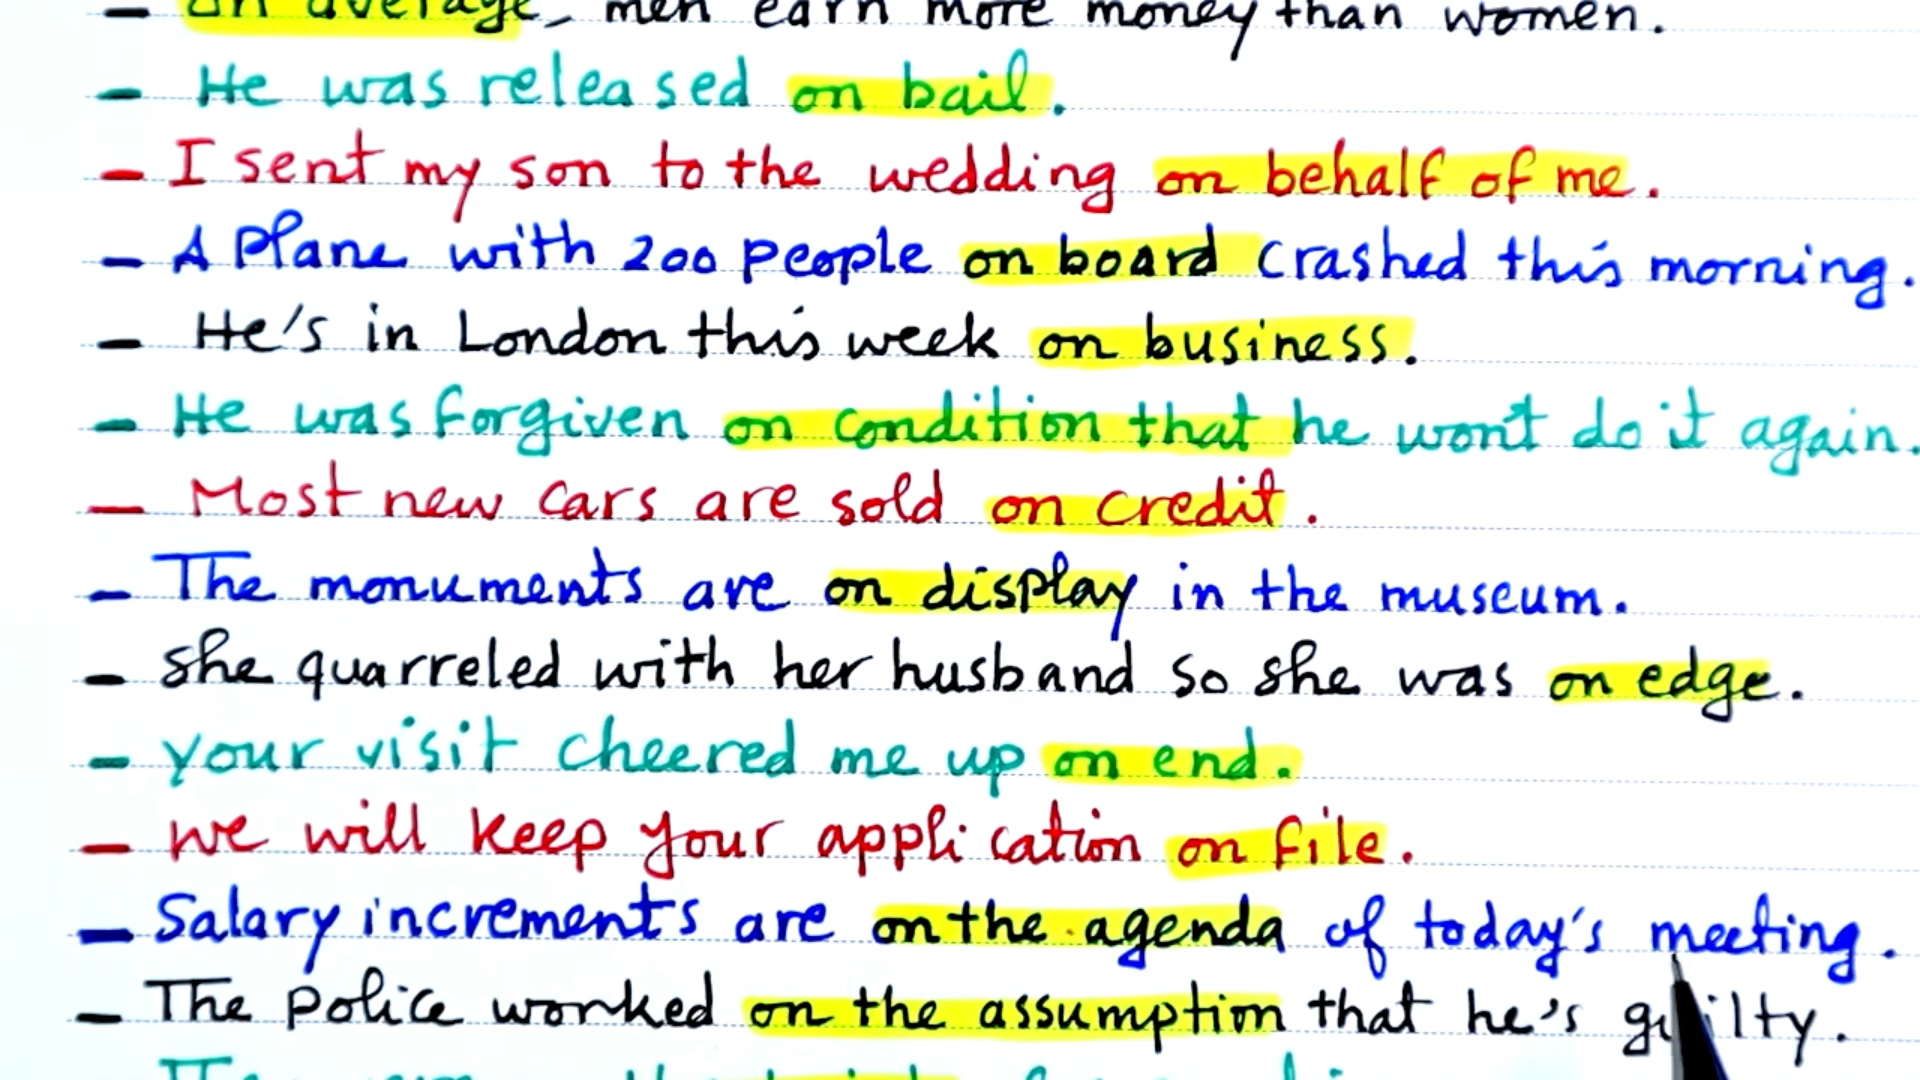 - on average, men earn more money than women.
- He was released on bail.
- I sent my son to the wedding on behalf of me.
- A plane with 200 people on board crashed this morning.
- He's in London this week on business.
- He was forgiven on condition that he won't do it again.
- Most new cars are sold on credit.
- The monuments are on display in the museum.
- She quarreled with her husband so she was on edge.
- your visit cheered me up on end.
- we will keep your application on file.
- Salary increments are on the agenda of today's meeting.
- The police worked on the assumption that he's guilty.